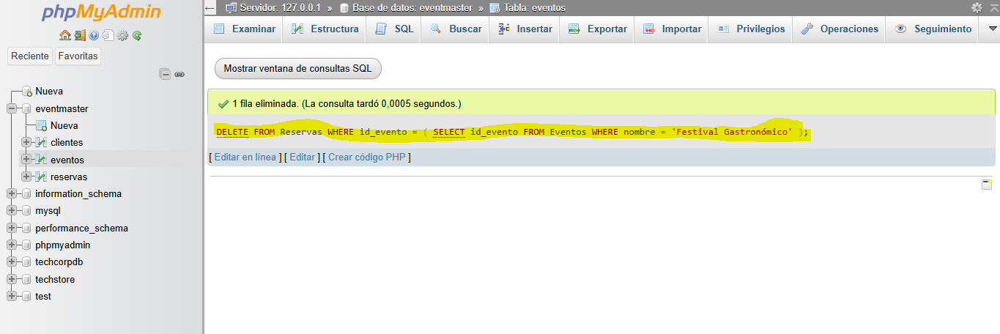 phpMyAdmin
Reciente Favoritas
Nueva
eventmaster
Nueva
clientes
eventos
reservas
information_schema
mysql
performance_schema
phpmyadmin
techcorpdb
techstore
test
Servidor: 127.0.0.1 » Base de datos: eventmaster » Tabla: eventos
Examinar Estructura SQL Buscar Insertar Exportar Importar Privilegios Operaciones Seguimiento
Mostrar ventana de consultas SQL
1 fila eliminada. (La consulta tardó 0,0005 segundos.)
DELETE FROM Reservas WHERE id_evento = ( SELECT id_evento FROM Eventos WHERE nombre = 'Festival Gastronómico' );
[ Editar en línea ] [ Editar ] [ Crear código PHP ]